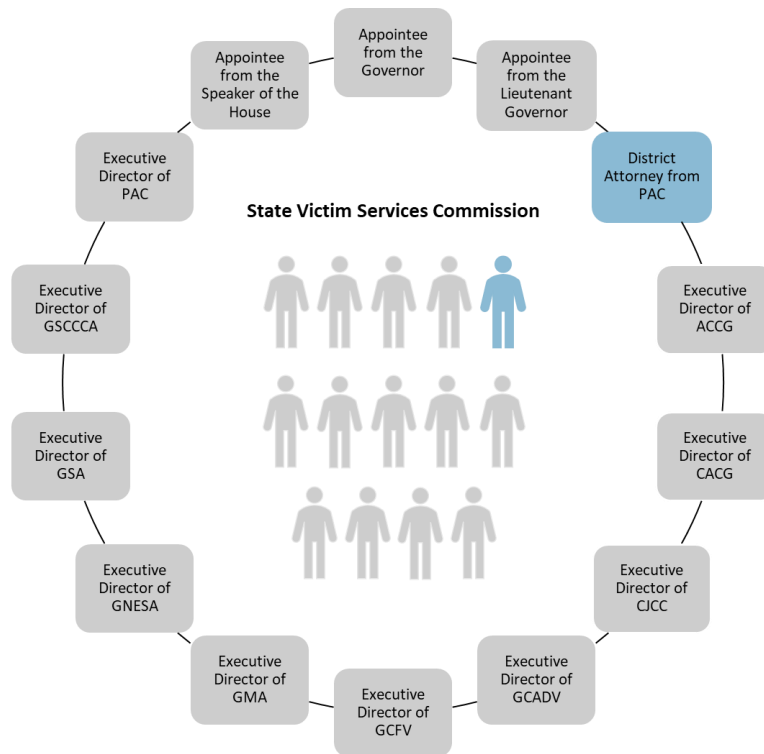 Appointee
from the
Governor
Appointee
from the
Lieutenant
Governor
District
Attorney from
PAC
Executive
Director of
ACCG
Executive
Director of
CACG
Executive
Director of
CJCC
Executive
Director of
GCADV
Executive
Director of
GCFV
Executive
Director of
GMA
Executive
Director of
GNESA
Executive
Director of
GSA
Executive
Director of
GSCCCA
Executive
Director of
PAC
Appointee
from the
Speaker of the
House
State Victim Services Commission